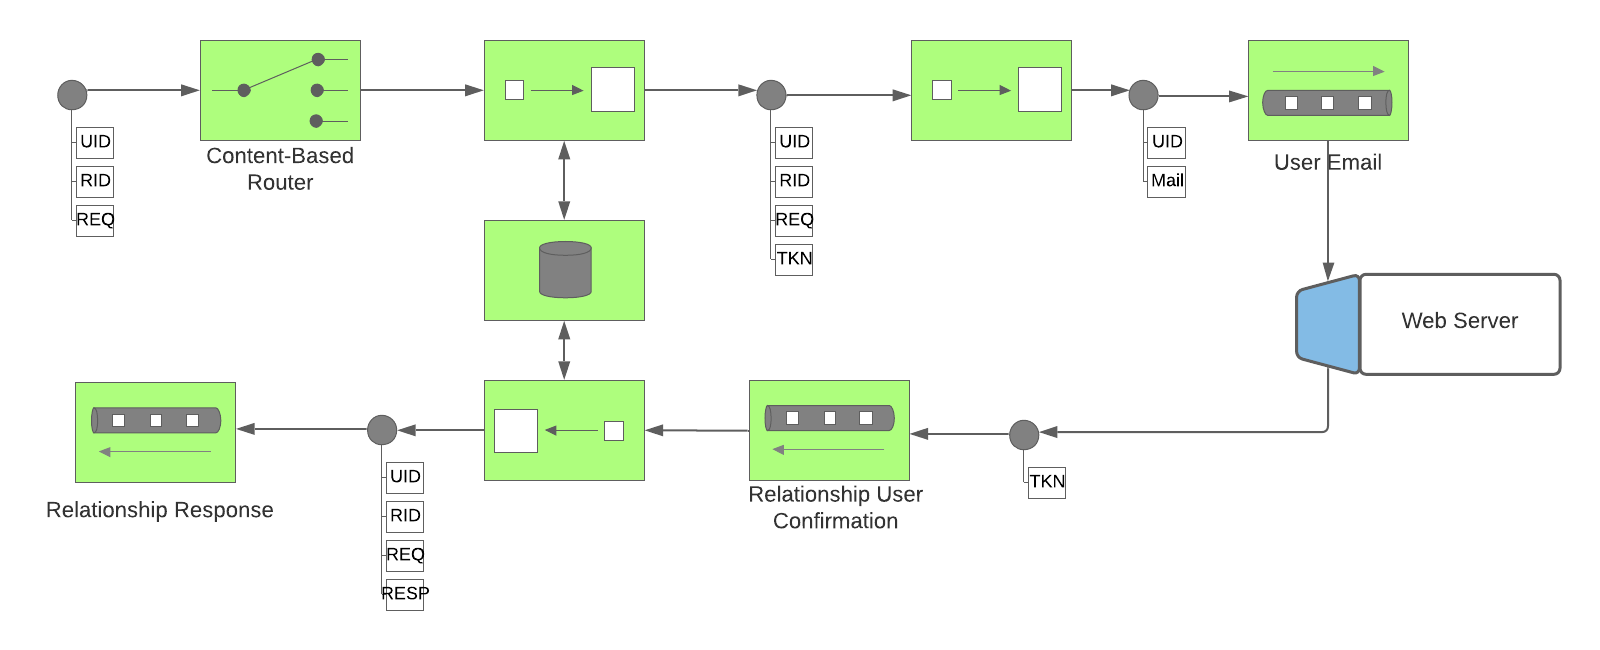 UID
RID
REQ
Content-Based
Router
UID
RID
REQ
TKN
UID
Mail
User Email
Web Server
Relationship Response
UID
RID
REQ
RESP
Relationship User
Confirmation
TKN